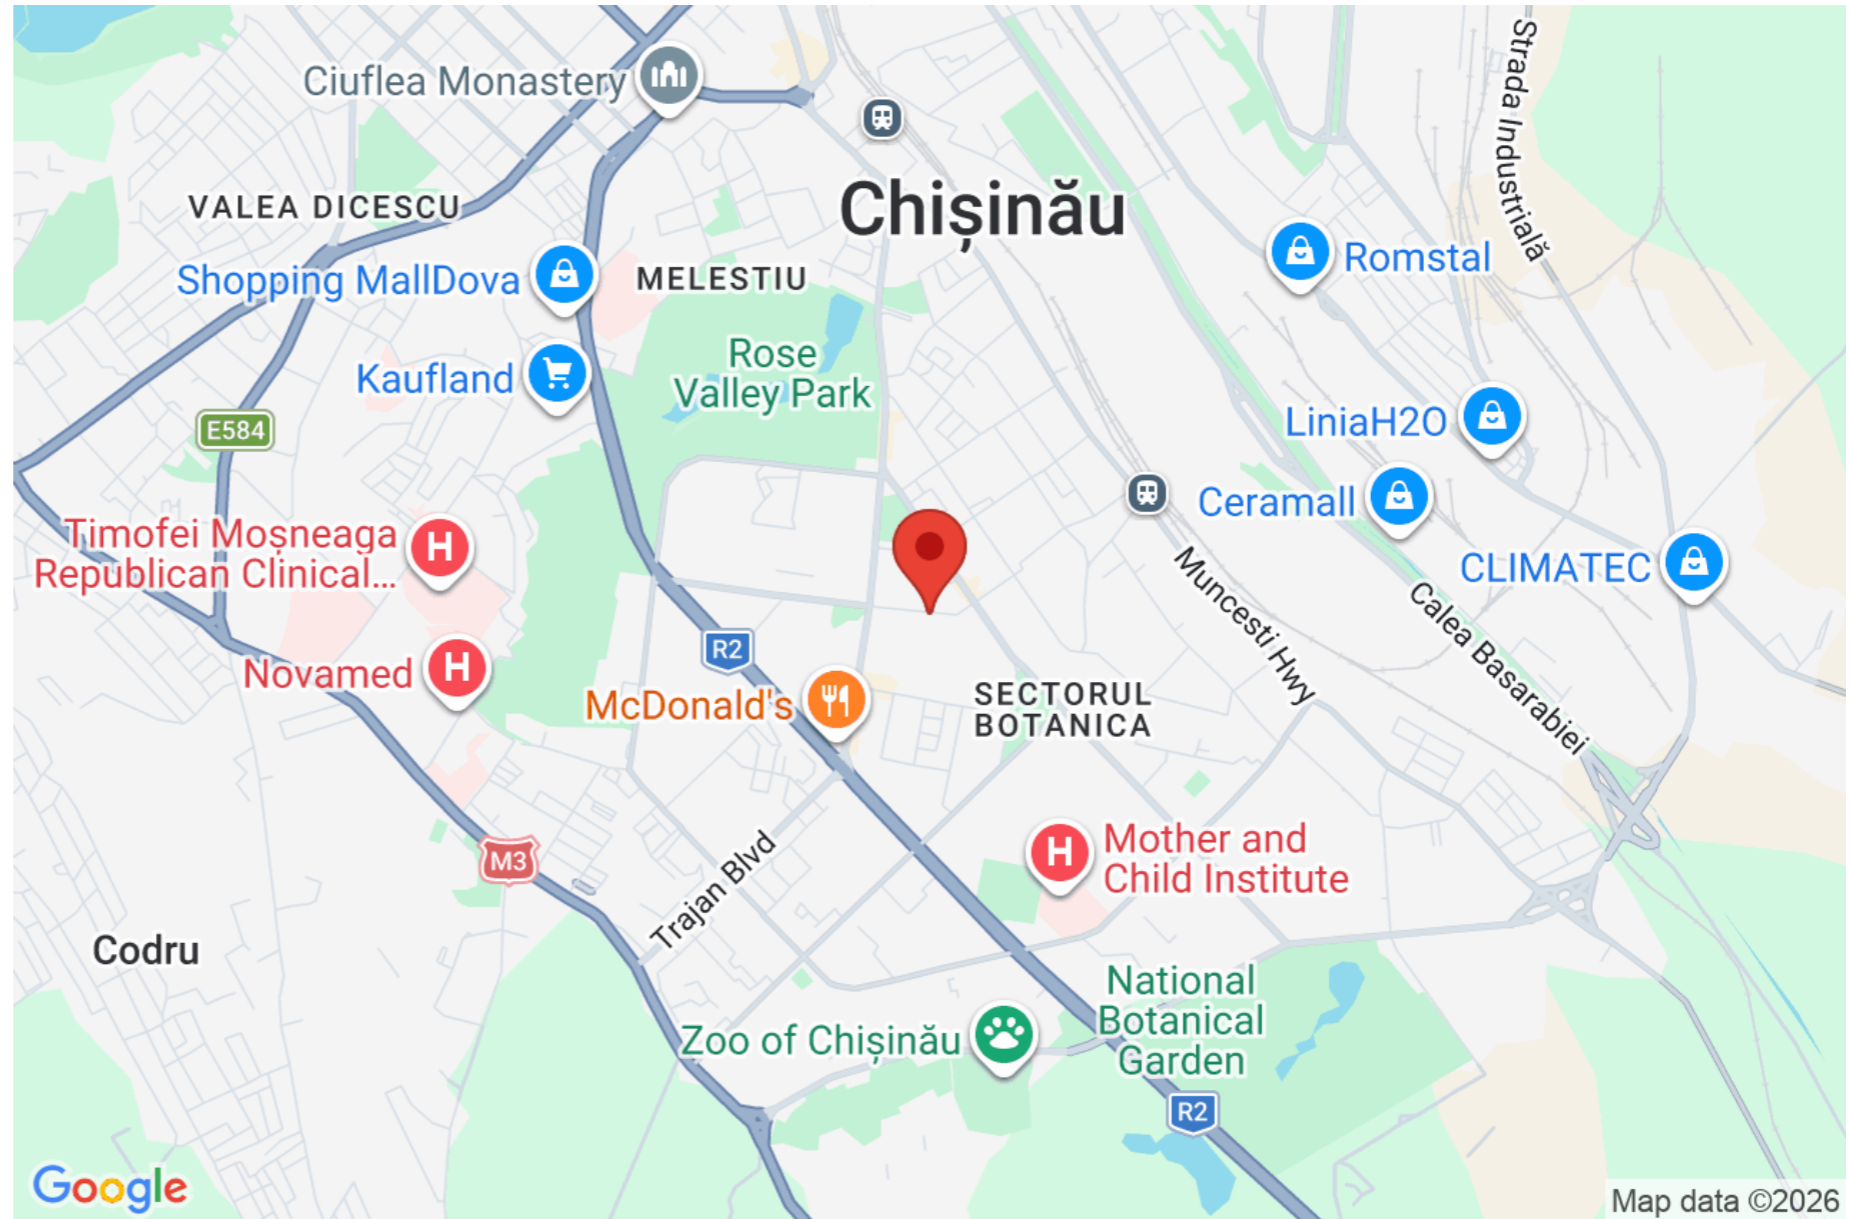 Ciuflea Monastery
Strada Industrială
VALEA DICESCU
Chișinău
Shopping MallDova
MELESTIU
Romstal
Rose
Valley Park
Kaufland
E584
LiniaH2O
Ceramall
Timofei Moșneaga
Republican Clinical...
CLIMATEC
Muncesti Hwy
Calea Basarabiei
R2
Novamed
McDonald's
SECTORUL
BOTANICA
M3
Trajan Blvd
Mother and
Child Institute
Codru
National
Botanical
Garden
Zoo of Chișinău
R2
Google
Map data ©2026